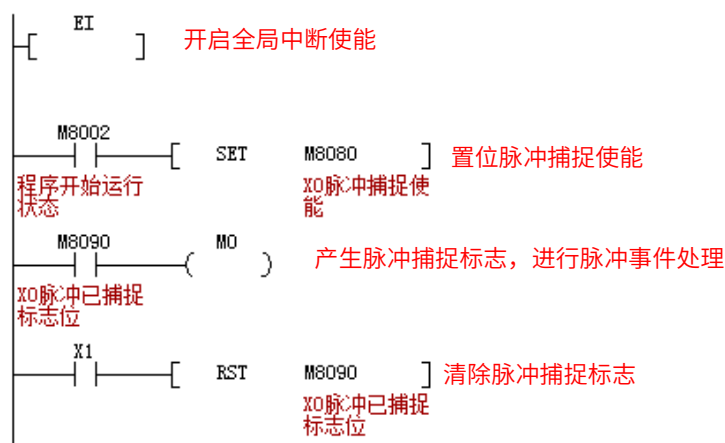 EI
开启全局中断使能
M8002
SET M8080 置位脉冲捕捉使能
程序开始运行 X0脉冲捕捉使
状态 能
M8090 M0
产生脉冲捕捉标志，进行脉冲事件处理
X0脉冲已捕捉
标志位
X1
RST M8090 清除脉冲捕捉标志
X0脉冲已捕捉
标志位